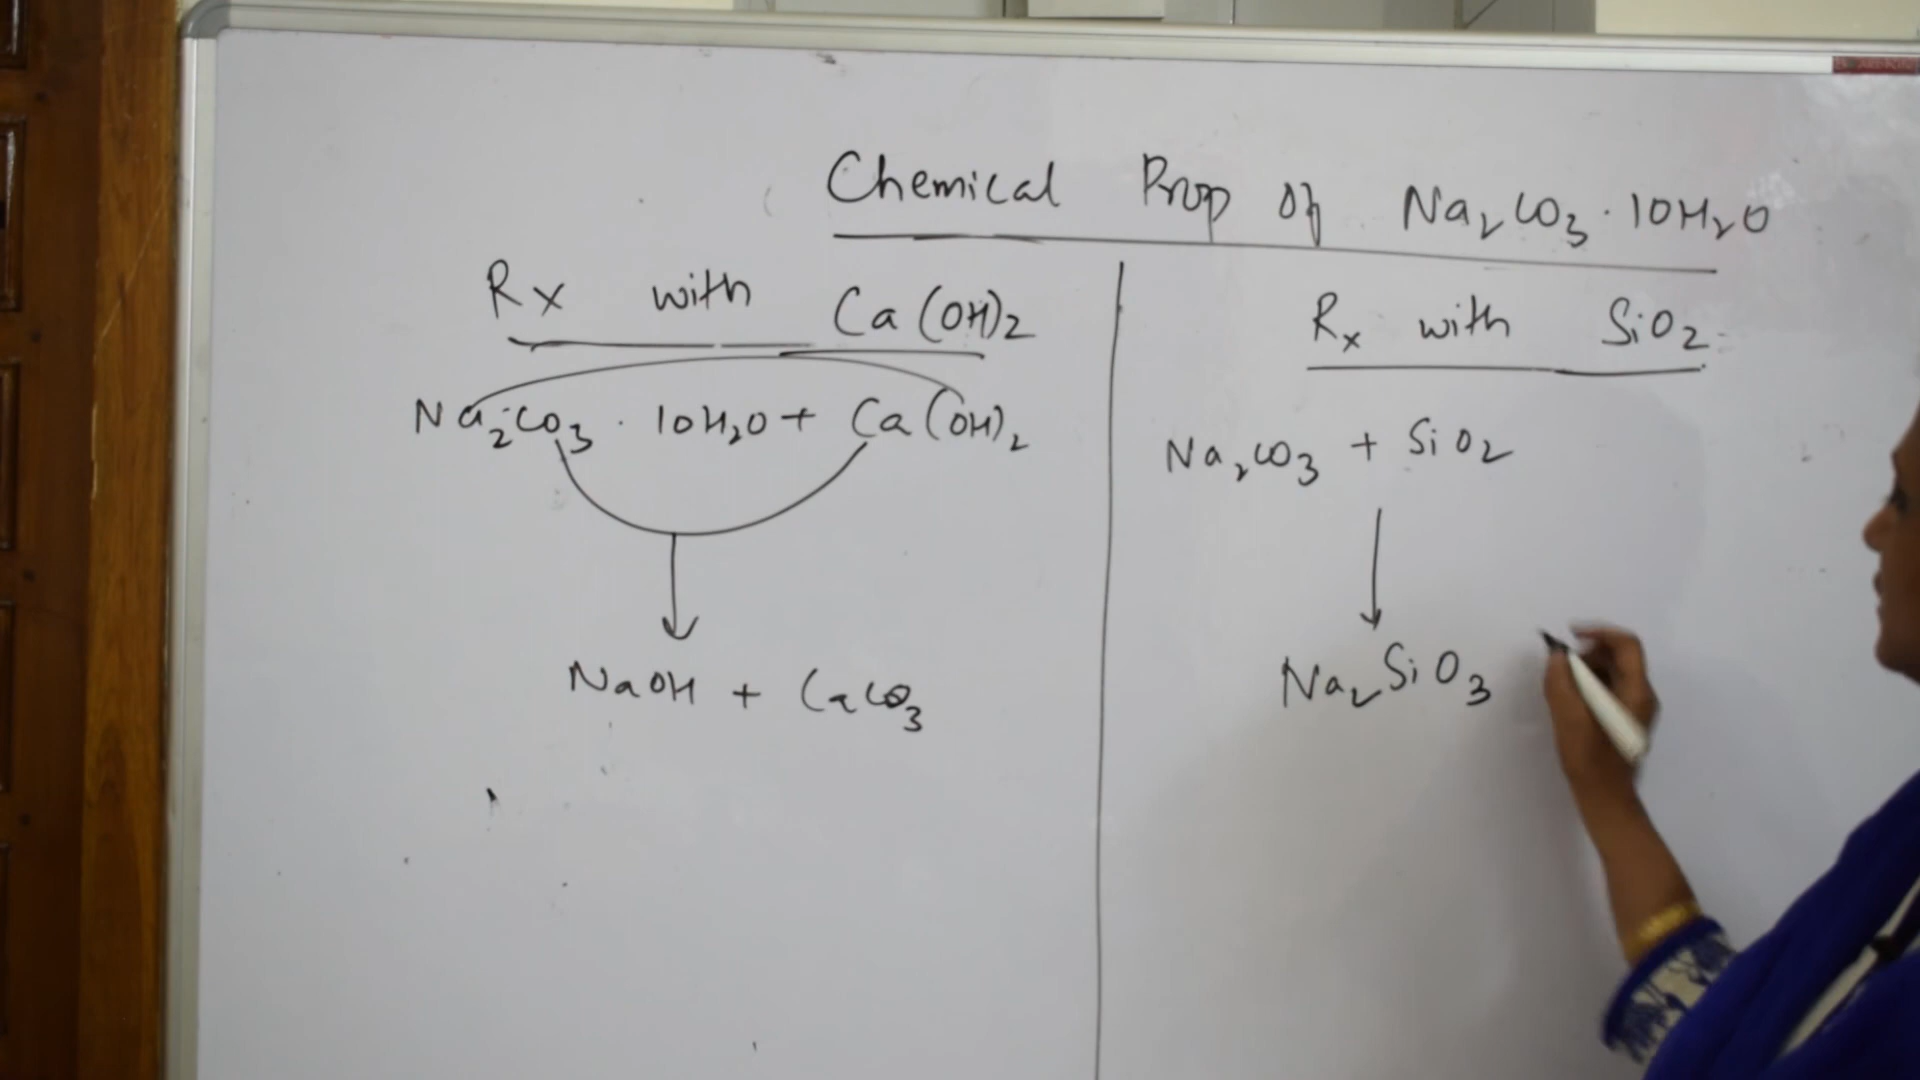 Chemical Prop of Na₂CO₃·10H₂O
Rx with Ca(OH)2
Na₂CO₃·10H₂O + Ca(OH)₂
NaOH + CaCO₃
Rx with SiO₂
Na₂CO₃ + SiO₂
Na₂SiO₃